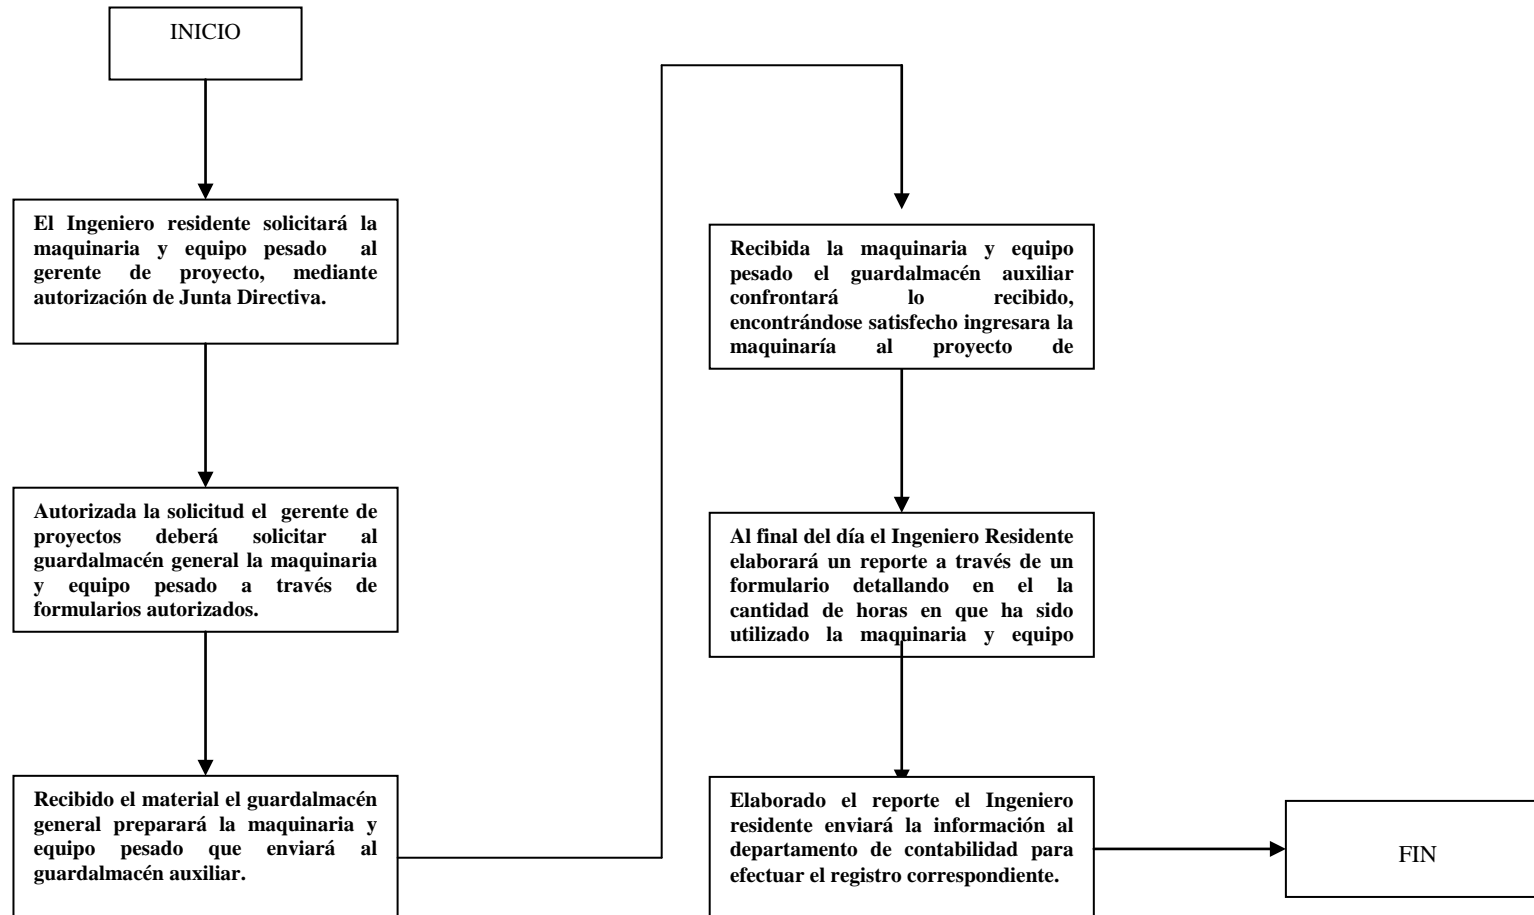 INICIO
El Ingeniero residente solicitará la
maquinaria y equipo pesado al
gerente de proyecto, mediante
autorización de Junta Directiva.
Autorizada la solicitud el gerente de
proyectos deberá solicitar al
guardalmacén general la maquinaria
y equipo pesado a través de
formularios autorizados.
Recibido el material el guardalmacén
general preparará la maquinaria y
equipo pesado que enviará al
guardalmacén auxiliar.
Recibida la maquinaria y equipo
pesado el guardalmacén auxiliar
confrontará lo recibido,
encontrándose satisfecho ingresara la
maquinaría al proyecto de
Al final del día el Ingeniero Residente
elaborará un reporte a través de un
formulario detallando en el la
cantidad de horas en que ha sido
utilizado la maquinaria y equipo
Elaborado el reporte el Ingeniero
residente enviará la información al
departamento de contabilidad para
efectuar el registro correspondiente.
FIN